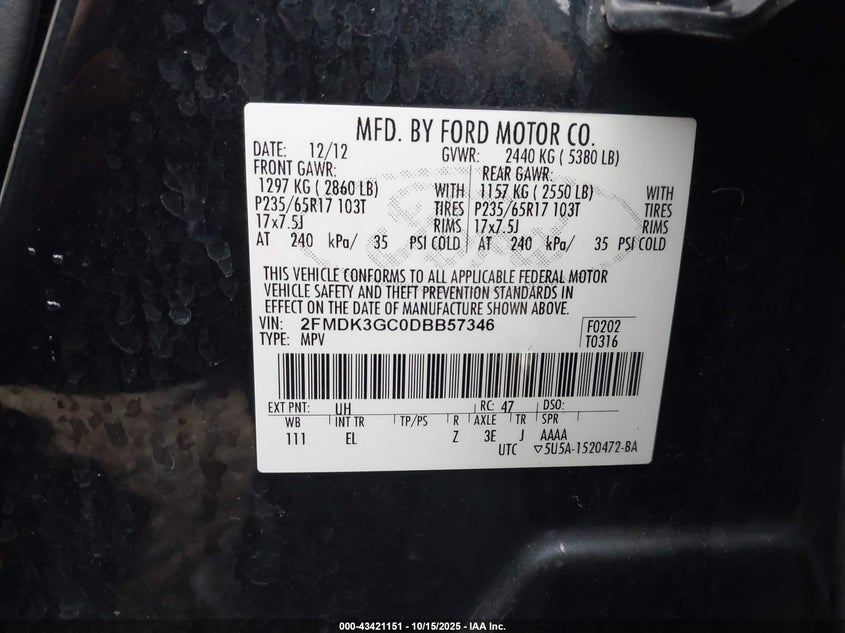 MFD. BY FORD MOTOR CO.
DATE: 12/12 GVWR: 2440 KG ( 5380 LB)
FRONT GAWR: REAR GAWR:
1297 KG ( 2860 LB) WITH 1157 KG ( 2550 LB) WITH
P235/65R17 103T TIRES P235/65R17 103T TIRES
17x7.5J RIMS 17x7.5J RIMS
AT 240 kPa/ 35 PSI COLD AT 240 kPa/ 35 PSI COLD
THIS VEHICLE CONFORMS TO ALL APPLICABLE FEDERAL MOTOR
VEHICLE SAFETY AND THEFT PREVENTION STANDARDS IN
EFFECT ON THE DATE OF MANUFACTURE SHOWN ABOVE.
VIN: 2FMDK3GC0DBB57346 F0202
TYPE: MPV T0316
EXT PNT: UH RC: 47 DSO:
WB INT TR TP/PS R AXLE TR SPR
111 EL Z 3E J AAAA
UTC ▽5U5A-1520472-BA
000-43421151 - 10/15/2025 - IAA Inc.